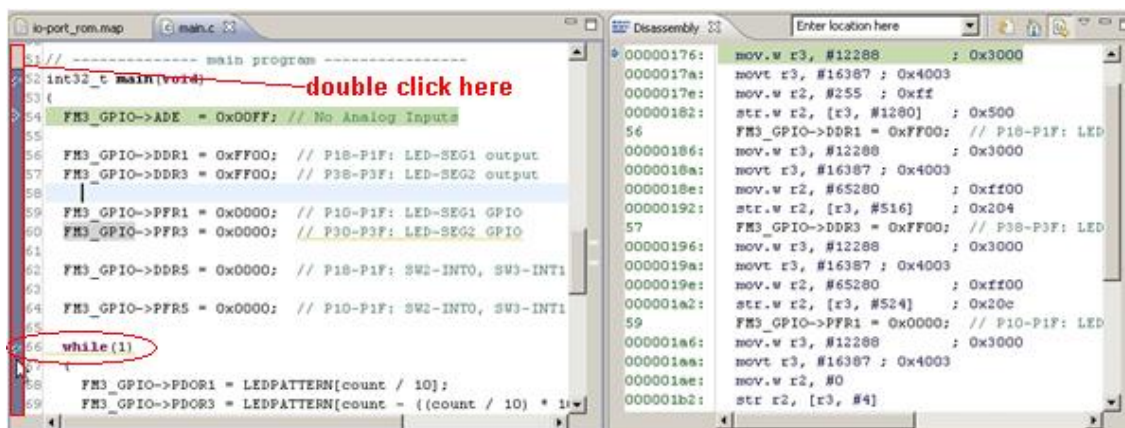 io-port_rom.map
main.c
51 // -------------- main program -----------------
52 int32_t main(void)
double click here
53 {
54 FM3_GPIO->ADE = 0x00FF; // No Analog Inputs
55
56 FM3_GPIO->DDR1 = 0xFF00; // P18-P1F: LED-SEG1 output
57 FM3_GPIO->DDR3 = 0xFF00; // P38-P3F: LED-SEG2 output
58
59 FM3_GPIO->PFR1 = 0x0000; // P10-P1F: LED-SEG1 GPIO
60 FM3_GPIO->PFR3 = 0x0000; // P30-P3F: LED-SEG2 GPIO
61
62 FM3_GPIO->DDR5 = 0x0000; // P18-P1F: SW2-INT0, SW3-INT1
64 FM3_GPIO->PFR5 = 0x0000; // P10-P1F: SW2-INT0, SW3-INT1
65
66 while(1)
{
68 FM3_GPIO->PDOR1 = LEDPATTERN[count / 10];
69 FM3_GPIO->PDOR3 = LEDPATTERN[count - ((count / 10) * 1
Disassembly
Enter location here
00000176: mov.w r3, #12288 ; 0x3000
0000017a: movt r3, #16387 ; 0x4003
0000017e: mov.w r2, #255 ; 0xff
00000182: str.w r2, [r3, #1280] ; 0x500
56 FM3_GPIO->DDR1 = 0xFF00; // P18-P1F: LED
00000186: mov.w r3, #12288 ; 0x3000
0000018a: movt r3, #16387 ; 0x4003
0000018e: mov.w r2, #65280 ; 0xff00
00000192: str.w r2, [r3, #516] ; 0x204
57 FM3_GPIO->DDR3 = 0xFF00; // P38-P3F: LED
00000196: mov.w r3, #12288 ; 0x3000
0000019a: movt r3, #16387 ; 0x4003
0000019e: mov.w r2, #65280 ; 0xff00
000001a2: str.w r2, [r3, #524] ; 0x20c
59 FM3_GPIO->PFR1 = 0x0000; // P10-P1F: LED
000001a6: mov.w r3, #12288 ; 0x3000
000001aa: movt r3, #16387 ; 0x4003
000001ae: mov.w r2, #0
000001b2: str r2, [r3, #4]